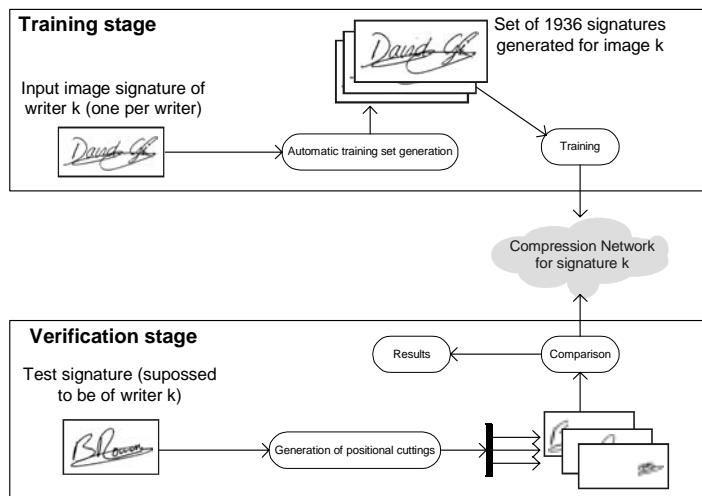 Training stage
Set of 1936 signatures
generated for image k
Input image signature of
writer k (one per writer)
Automatic training set generation
Training
Compression Network
for signature k
Verification stage
Results
Comparison
Test signature (supossed
to be of writer k)
Generation of positional cuttings